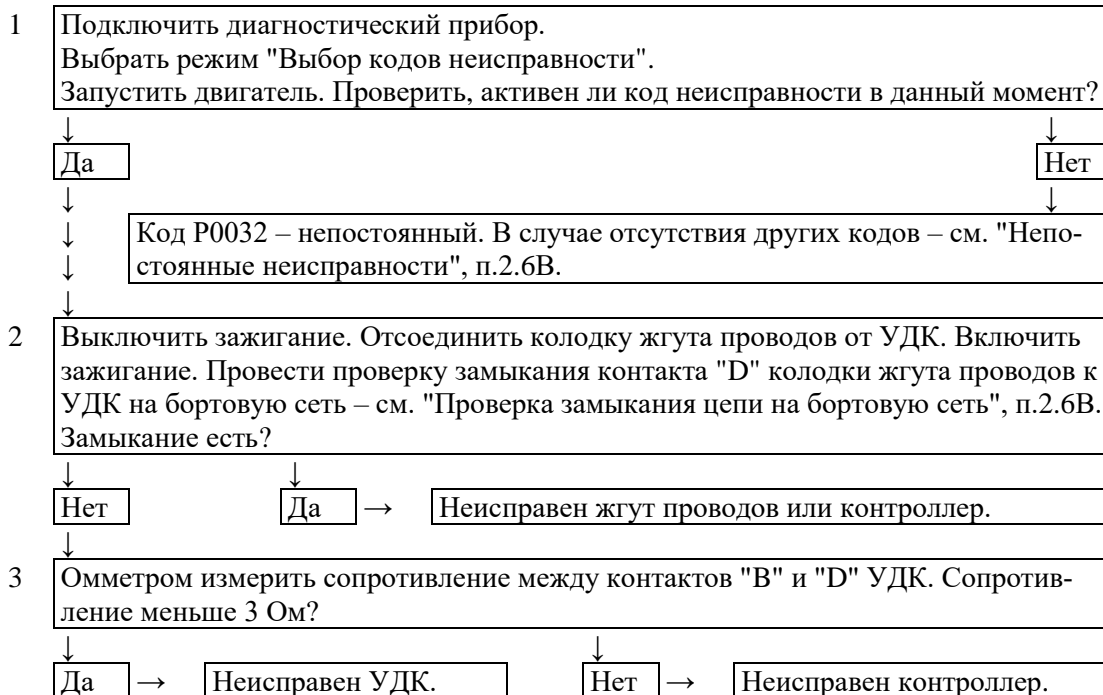 1 Подключить диагностический прибор.
Выбрать режим "Выбор кодов неисправности".
Запустить двигатель. Проверить, активен ли код неисправности в данный момент?
↓ ↓
Да Нет
↓ ↓
↓ Код Р0032 – непостоянный. В случае отсутствия других кодов – см. "Непо-
↓ стоянные неисправности", п.2.6В.
↓
2 Выключить зажигание. Отсоединить колодку жгута проводов от УДК. Включить
зажигание. Провести проверку замыкания контакта "D" колодки жгута проводов к
УДК на бортовую сеть – см. "Проверка замыкания цепи на бортовую сеть", п.2.6В.
Замыкание есть?
↓ ↓
Нет Да → Неисправен жгут проводов или контроллер.
↓
3 Омметром измерить сопротивление между контактов "В" и "D" УДК. Сопротив-
ление меньше 3 Ом?
↓ ↓
Да → Неисправен УДК. Нет → Неисправен контроллер.